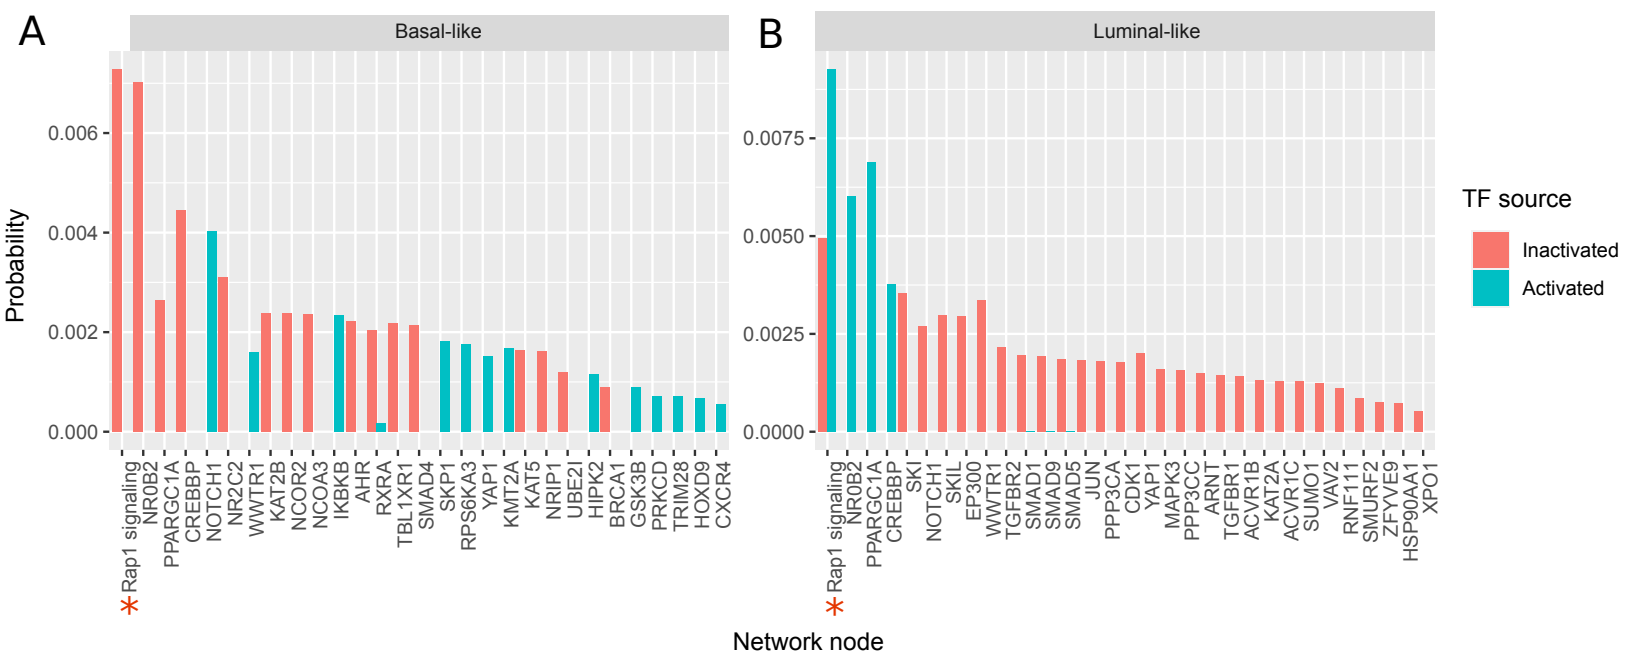 A
Basal-like
0.006
0.004
0.002
0.000
Probability
* Rap1 signaling
NR0B2
PPARGC1A
CREBBP
NOTCH1
NR2C2
WWTR1
KAT2B
NCOR2
NCOA3
IKBKB
AHR
RXRA
TBL1XR1
SMAD4
SKP1
RPS6KA3
YAP1
KMT2A
KAT5
NRIP1
UBE2I
HIPK2
BRCA1
GSK3B
PRKCD
TRIM28
HOXD9
CXCR4
B
Luminal-like
0.0075
0.0050
0.0025
0.0000
* Rap1 signaling
NR0B2
PPARGC1A
CREBBP
SKI
NOTCH1
SKIL
EP300
WWTR1
TGFBR2
SMAD1
SMAD9
SMAD5
JUN
PPP3CA
CDK1
YAP1
MAPK3
PPP3CC
ARNT
TGFBR1
ACVR1B
KAT2A
ACVR1C
SUMO1
VAV2
RNF111
SMURF2
ZFYVE9
HSP90AA1
XPO1
Network node
TF source
Inactivated
Activated